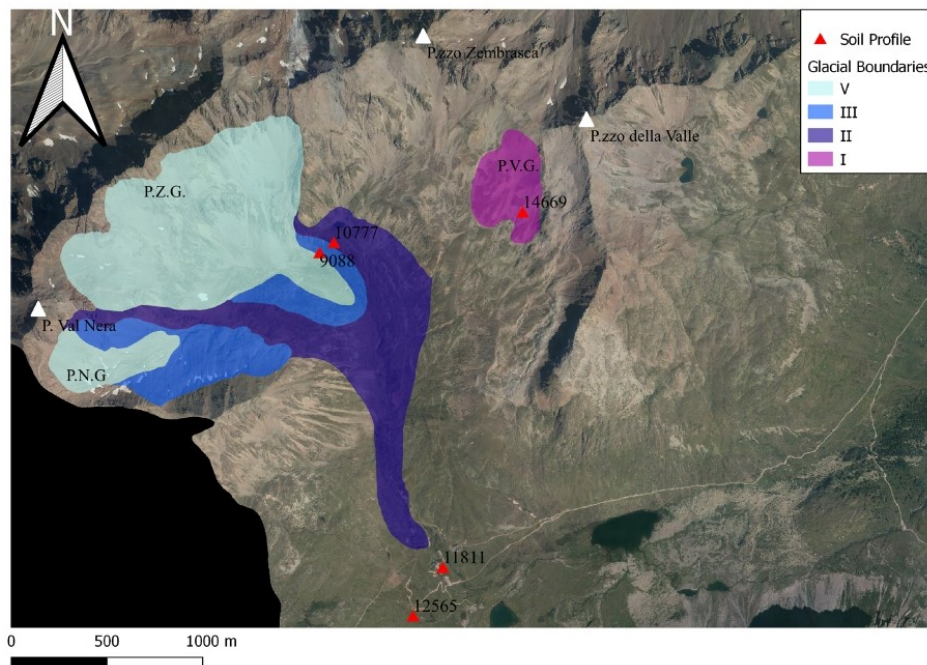 N
P.zzo Zembrasca
P.zzo della Valle
P.V.G.
14669
P.Z.G.
10777
9088
P. Val Nera
P.N.G
11811
12565
Soil Profile
Glacial Boundaries
V
III
II
I
0 500 1000 m